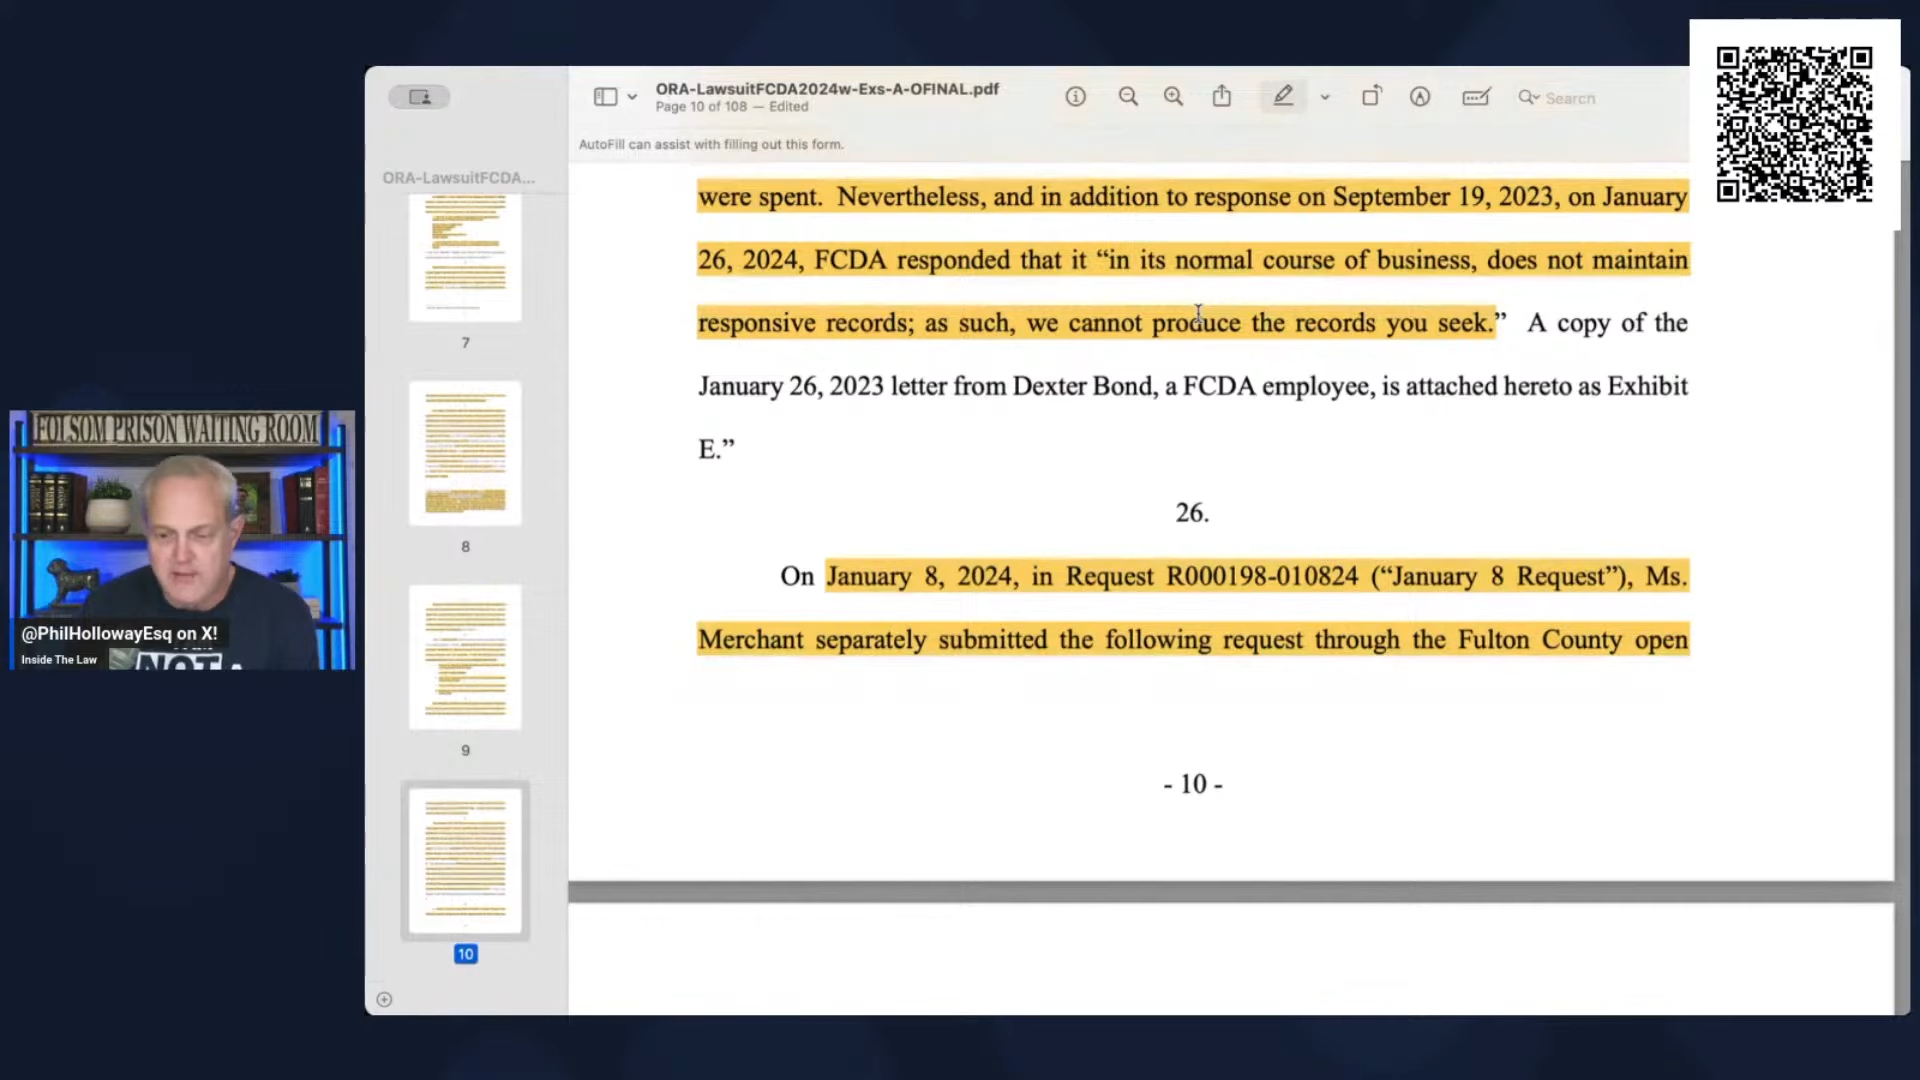 ORA-LawsuitFCDA2024w-Exs-A-OFINAL.pdf
Page 10 of 108 — Edited
Search
AutoFill can assist with filling out this form.
ORA-LawsuitFCDA...
7
8
9
10
were spent. Nevertheless, and in addition to response on September 19, 2023, on January
26, 2024, FCDA responded that it “in its normal course of business, does not maintain
responsive records; as such, we cannot produce the records you seek.” A copy of the
January 26, 2023 letter from Dexter Bond, a FCDA employee, is attached hereto as Exhibit
E.”
26.
On January 8, 2024, in Request R000198-010824 (“January 8 Request”), Ms.
Merchant separately submitted the following request through the Fulton County open
- 10 -
FOLSOM PRISON WAITING ROOM
@PhilHollowayEsq on X!
Inside The Law
NOT A